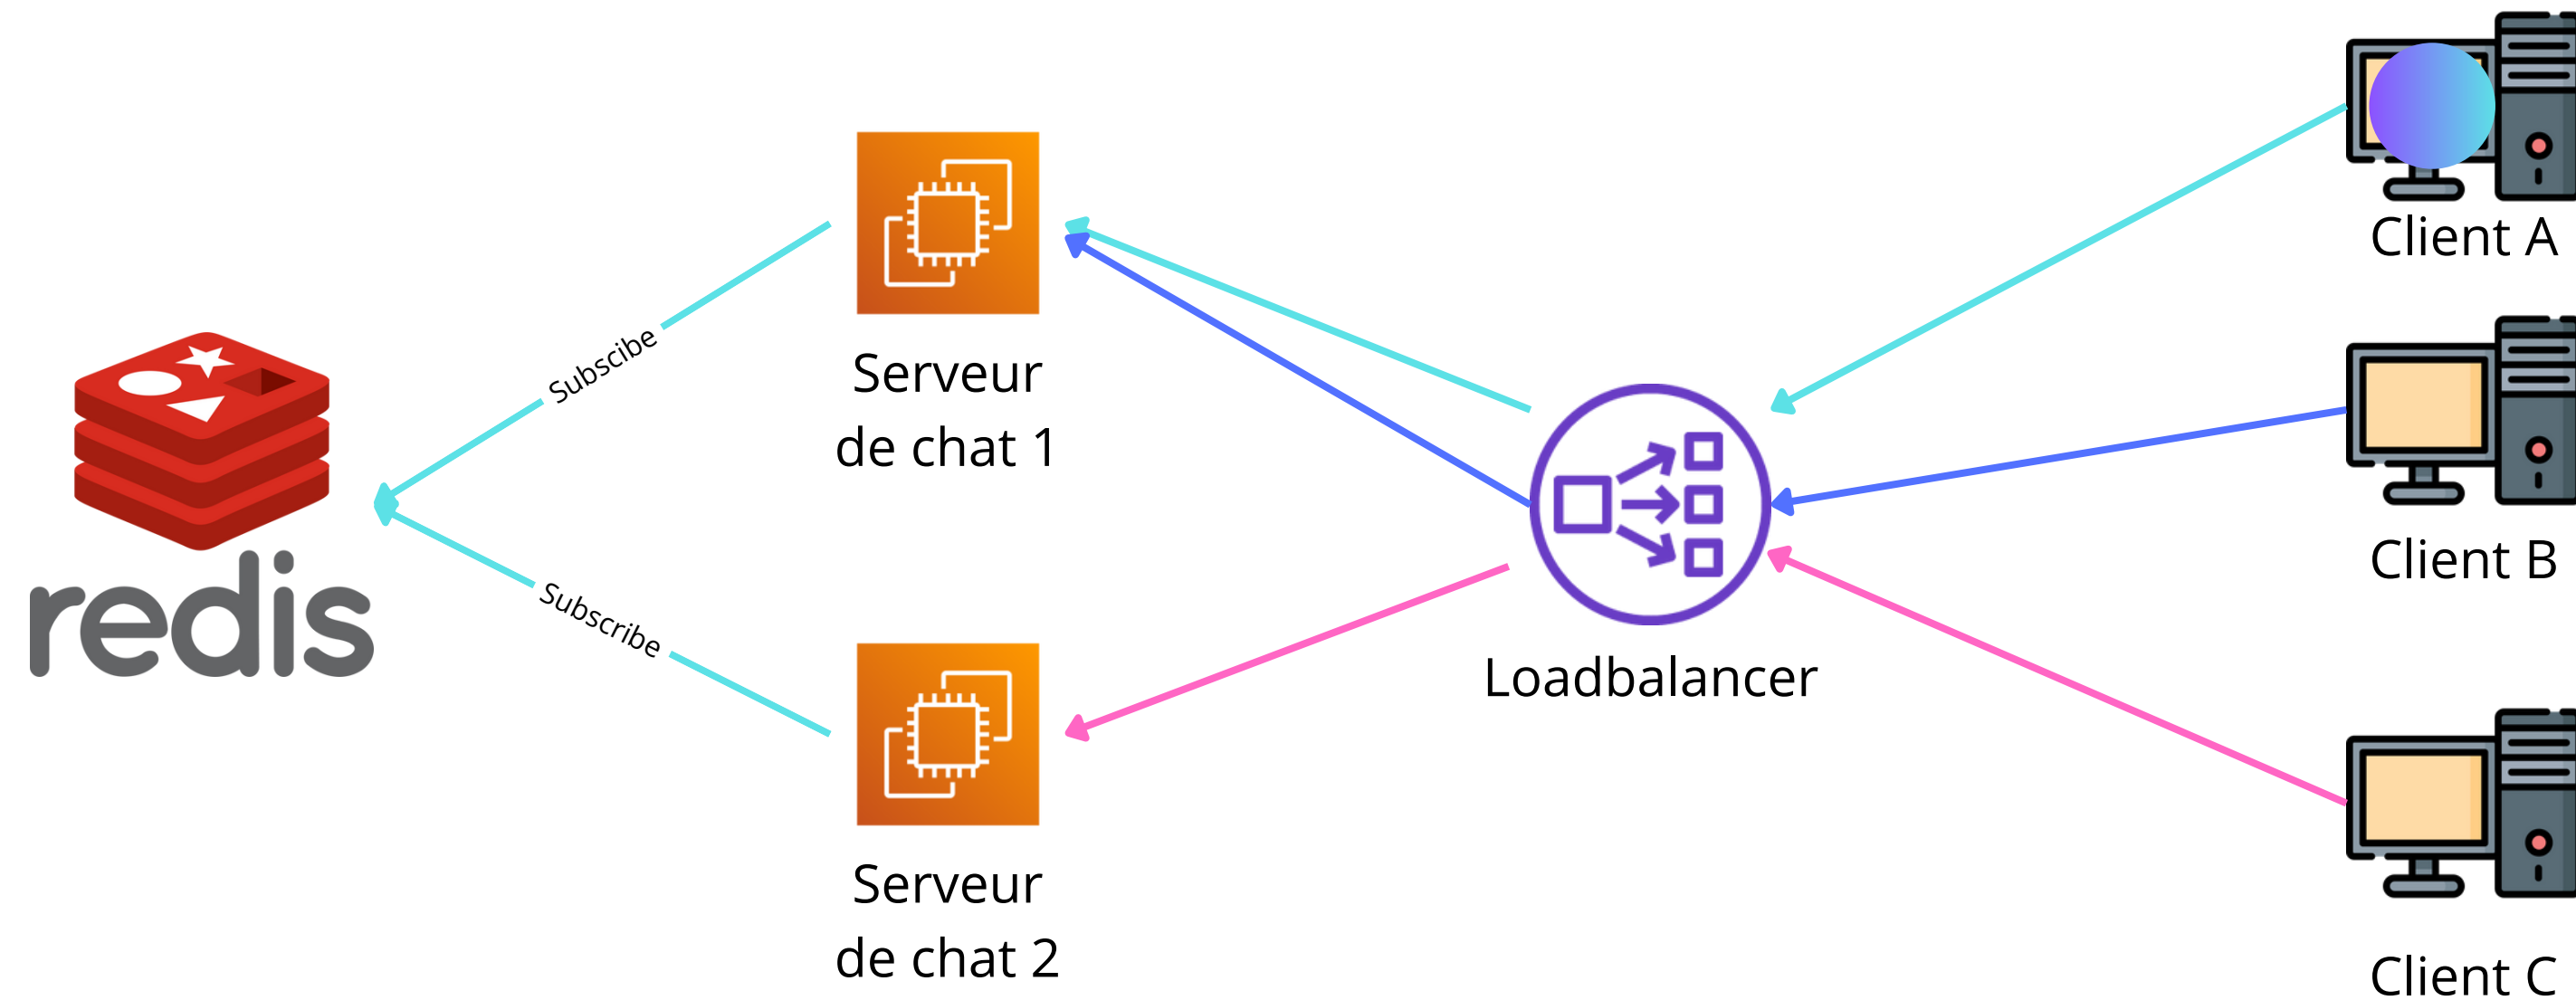 redis
Subscibe
Subscribe
Serveur
de chat 1
Serveur
de chat 2
Loadbalancer
Client A
Client B
Client C